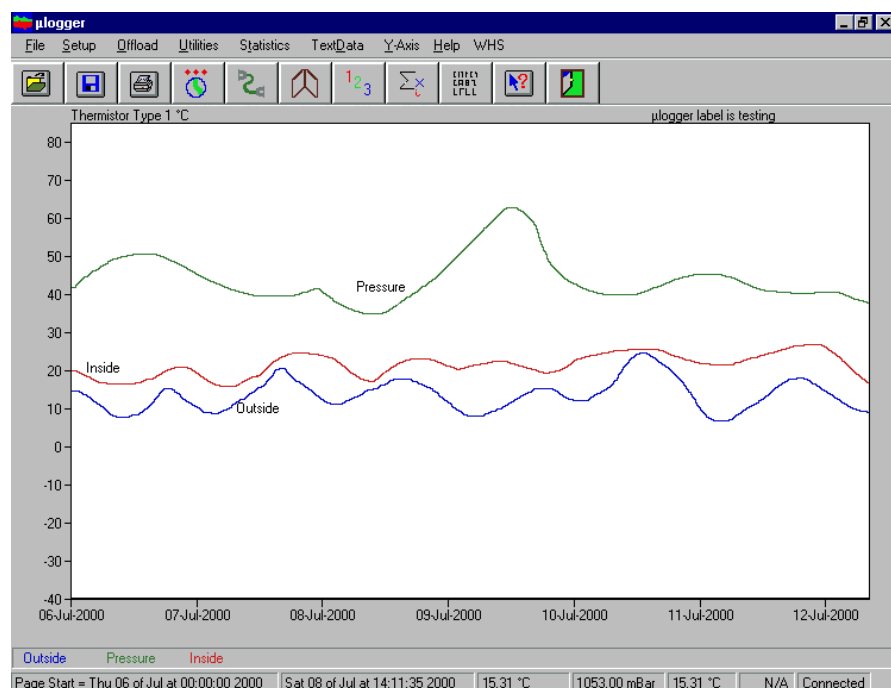 µlogger
File Setup Offload Utilities Statistics TextData Y-Axis Help WHS
1 2 3 Σx
Thermistor Type 1 °C µlogger label is testing
80
70
60
50
Pressure
40
30
Inside
20
Outside
10
0
-10
-20
-30
-40
06-Jul-2000 07-Jul-2000 08-Jul-2000 09-Jul-2000 10-Jul-2000 11-Jul-2000 12-Jul-2000
Outside Pressure Inside
Page Start = Thu 06 of Jul at 00:00:00 2000 Sat 08 of Jul at 14:11:35 2000 15.31 °C 1053.00 mBar 15.31 °C N/A Connected